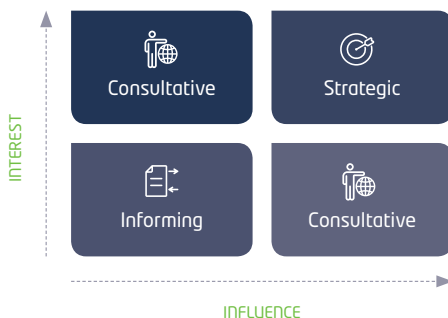 INTEREST
Consultative
Strategic
Informing
Consultative
INFLUENCE